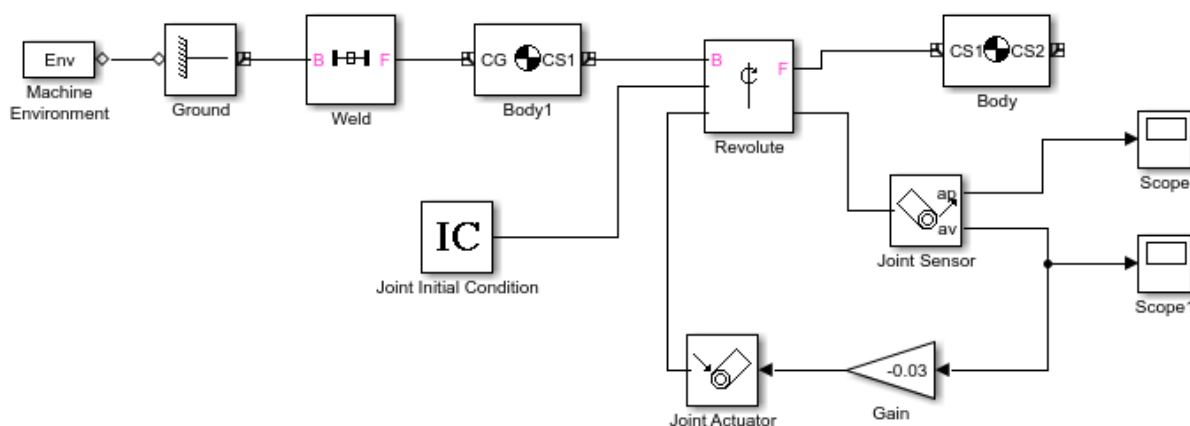 Env
Machine
Environment
Ground
B F
Weld
CG CS1
Body1
B F
Revolute
CS1 CS2
Body
Scope
ap
av
Joint Sensor
Scope1
IC
Joint Initial Condition
Joint Actuator
-0.03
Gain